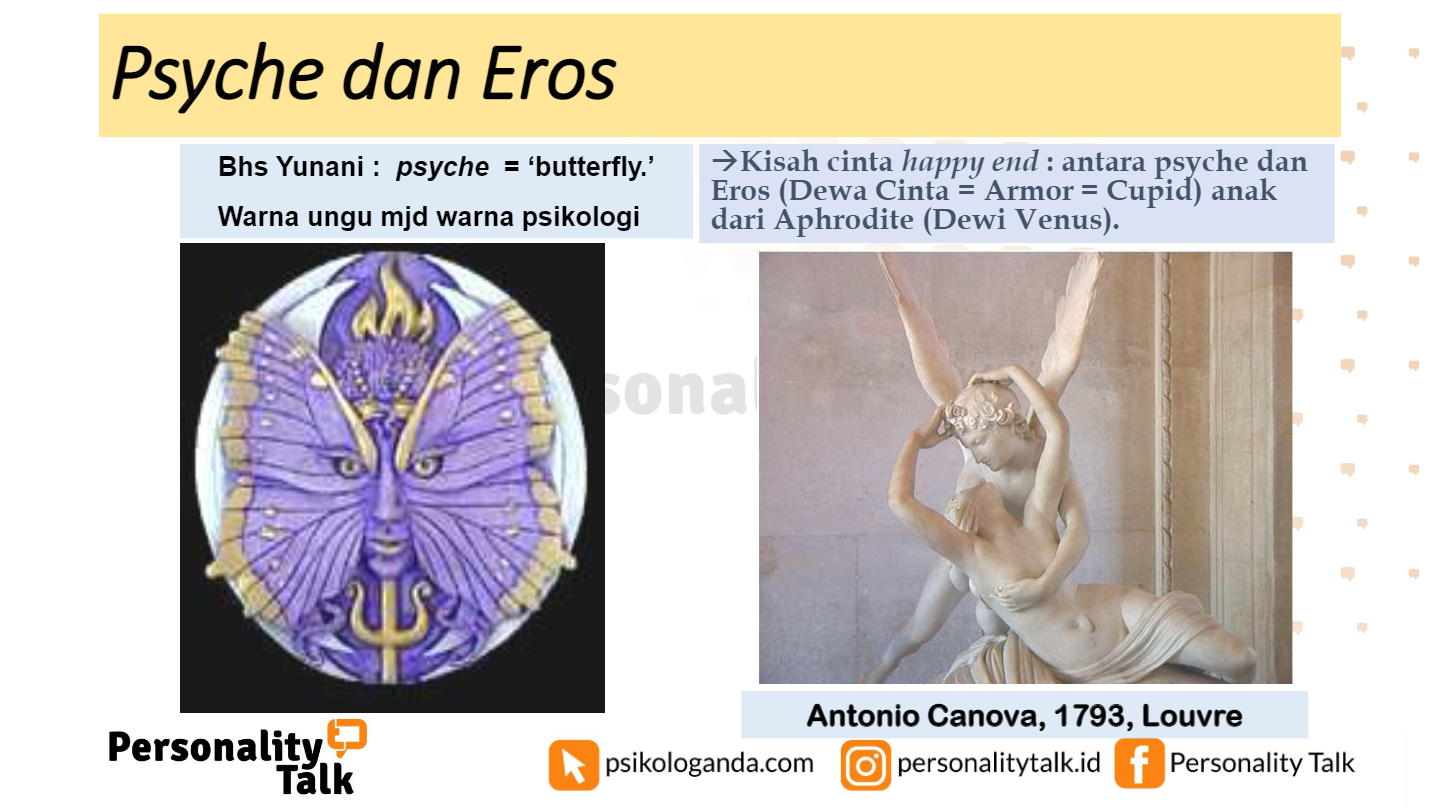 Psyche dan Eros
Bhs Yunani : psyche = ‘butterfly.’
Warna ungu mjd warna psikologi
→Kisah cinta happy end : antara psyche dan
Eros (Dewa Cinta = Armor = Cupid) anak
dari Aphrodite (Dewi Venus).
sonal
Antonio Canova, 1793, Louvre
Personality
Talk
psikologanda.com
personalitytalk.id
Personality Talk